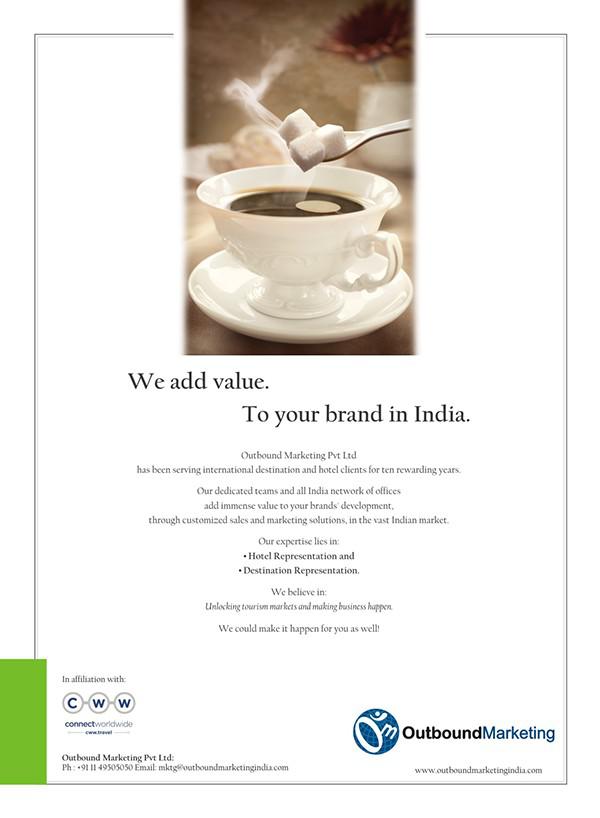 We add value.
To your brand in India.
Outbound Marketing Pvt Ltd
has been serving international destination and hotel clients for ten rewarding years.
Our dedicated teams and all India network of offices
add immense value to your brands' development,
through customized sales and marketing solutions, in the vast Indian market.
Our expertise lies in:
• Hotel Representation and
• Destination Representation.
We believe in:
Unlocking tourism markets and making business happen.
We could make it happen for you as well!
In affiliation with:
C W W
connectworldwide
cww.travel
Outbound Marketing Pvt Ltd:
Ph : +91 11 49505050 Email: mktg@outboundmarketingindia.com
Om OutboundMarketing
www.outboundmarketingindia.com